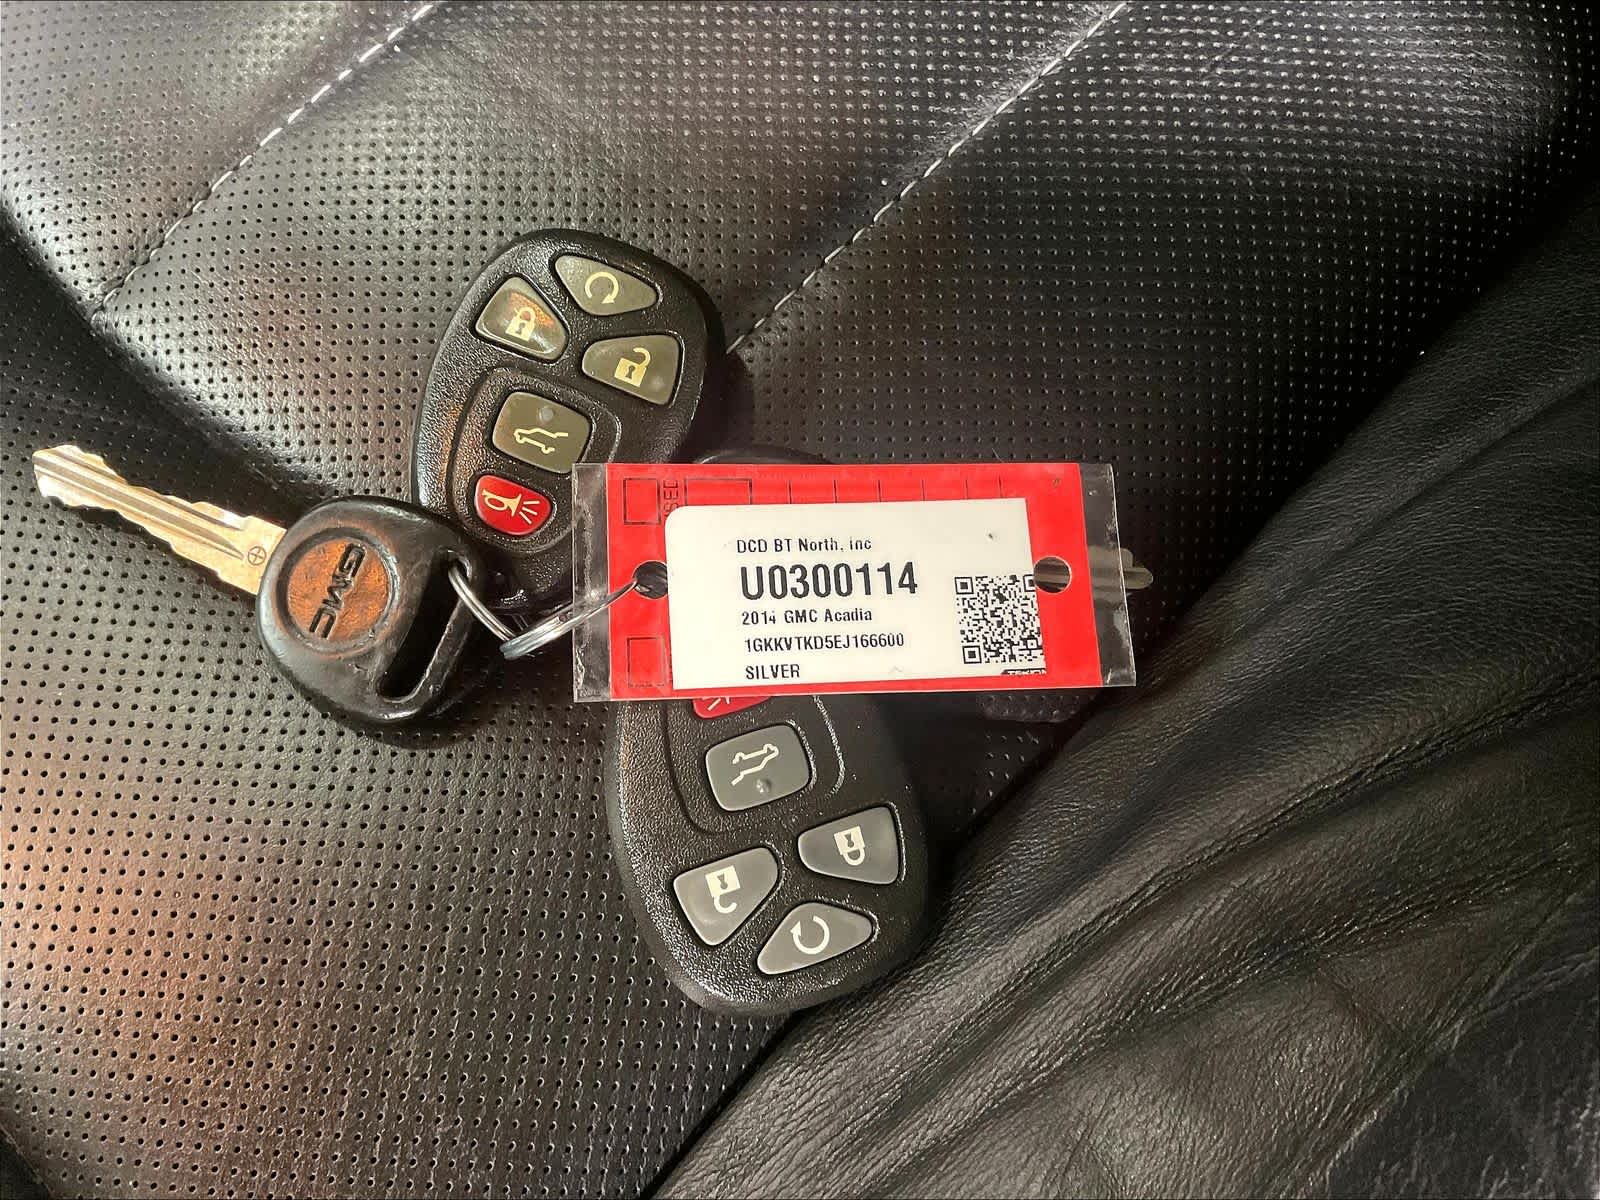 GMC
DCD BT North, Inc
U0300114
2014 GMC Acadia
1GKKVTKD5EJ166600
SILVER